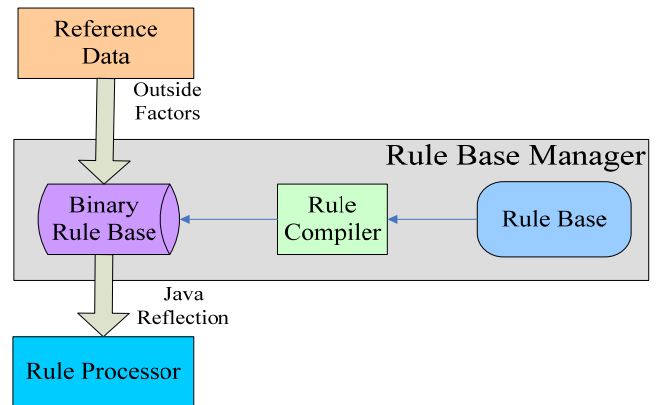 Reference
Data
Outside
Factors
Rule Base Manager
Binary
Rule Base
Rule
Compiler
Rule Base
Java
Reflection
Rule Processor